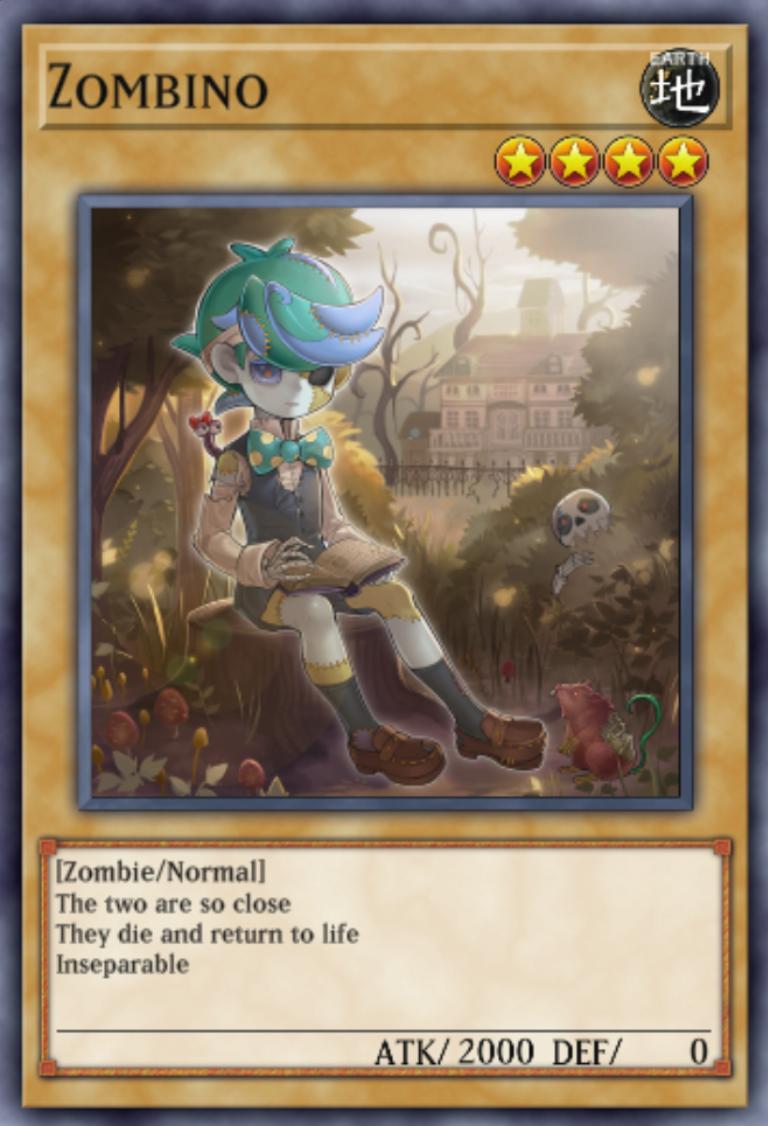 Zombino
EARTH
地
[Zombie/Normal]
The two are so close
They die and return to life
Inseparable
ATK/ 2000 DEF/ 0